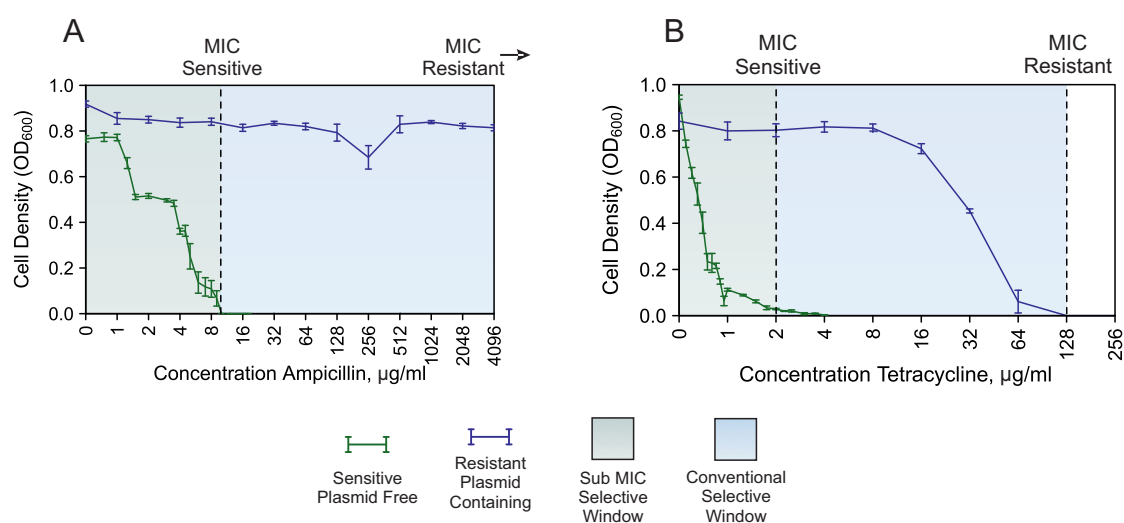 A
MIC
Sensitive
MIC
Resistant
Cell Density (OD600)
1.0
0.8
0.6
0.4
0.2
0.0
0 1 2 4 8 16 32 64 128 256 512 1024 2048 4096
Concentration Ampicillin, µg/ml
B
MIC
Sensitive
MIC
Resistant
Cell Density (OD600)
1.0
0.8
0.6
0.4
0.2
0.0
0 1 2 4 8 16 32 64 128 256
Concentration Tetracycline, µg/ml
Sensitive
Plasmid Free
Resistant
Plasmid
Containing
Sub MIC
Selective
Window
Conventional
Selective
Window